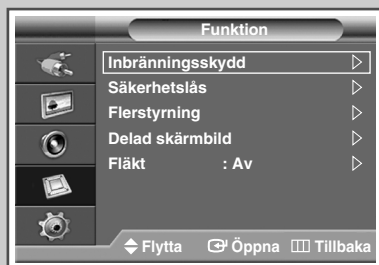 Funktion
Inbränningsskydd
Säkerhetslås
Flerstyrning
Delad skärmbild
Fläkt : Av
Flytta Öppna Tillbaka